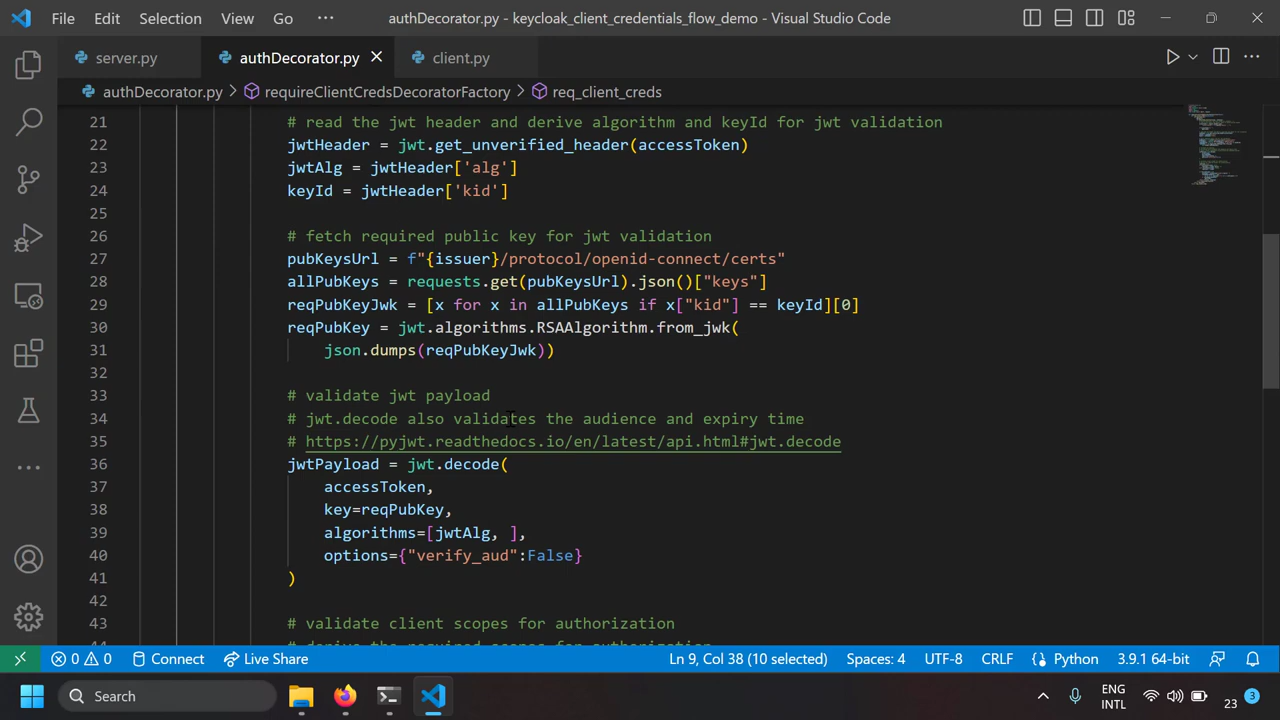 File Edit Selection View Go ··· authDecorator.py - keycloak_client_credentials_flow_demo - Visual Studio Code
server.py authDecorator.py client.py
authDecorator.py > requireClientCredsDecoratorFactory > req_client_creds
21 # read the jwt header and derive algorithm and keyId for jwt validation
22 jwtHeader = jwt.get_unverified_header(accessToken)
23 jwtAlg = jwtHeader['alg']
24 keyId = jwtHeader['kid']
25
26 # fetch required public key for jwt validation
27 pubKeysUrl = f"{issuer}/protocol/openid-connect/certs"
28 allPubKeys = requests.get(pubKeysUrl).json()["keys"]
29 reqPubKeyJwk = [x for x in allPubKeys if x["kid"] == keyId][0]
30 reqPubKey = jwt.algorithms.RSAAlgorithm.from_jwk(
31 json.dumps(reqPubKeyJwk))
32
33 # validate jwt payload
34 # jwt.decode also validates the audience and expiry time
35 # https://pyjwt.readthedocs.io/en/latest/api.html#jwt.decode
36 jwtPayload = jwt.decode(
37 accessToken,
38 key=reqPubKey,
39 algorithms=[jwtAlg, ],
40 options={"verify_aud":False}
41 )
42
43 # validate client scopes for authorization
44 # derive the required scopes for authorization
0 0 Connect Live Share Ln 9, Col 38 (10 selected) Spaces: 4 UTF-8 CRLF Python 3.9.1 64-bit
Search ENG INTL 23 3